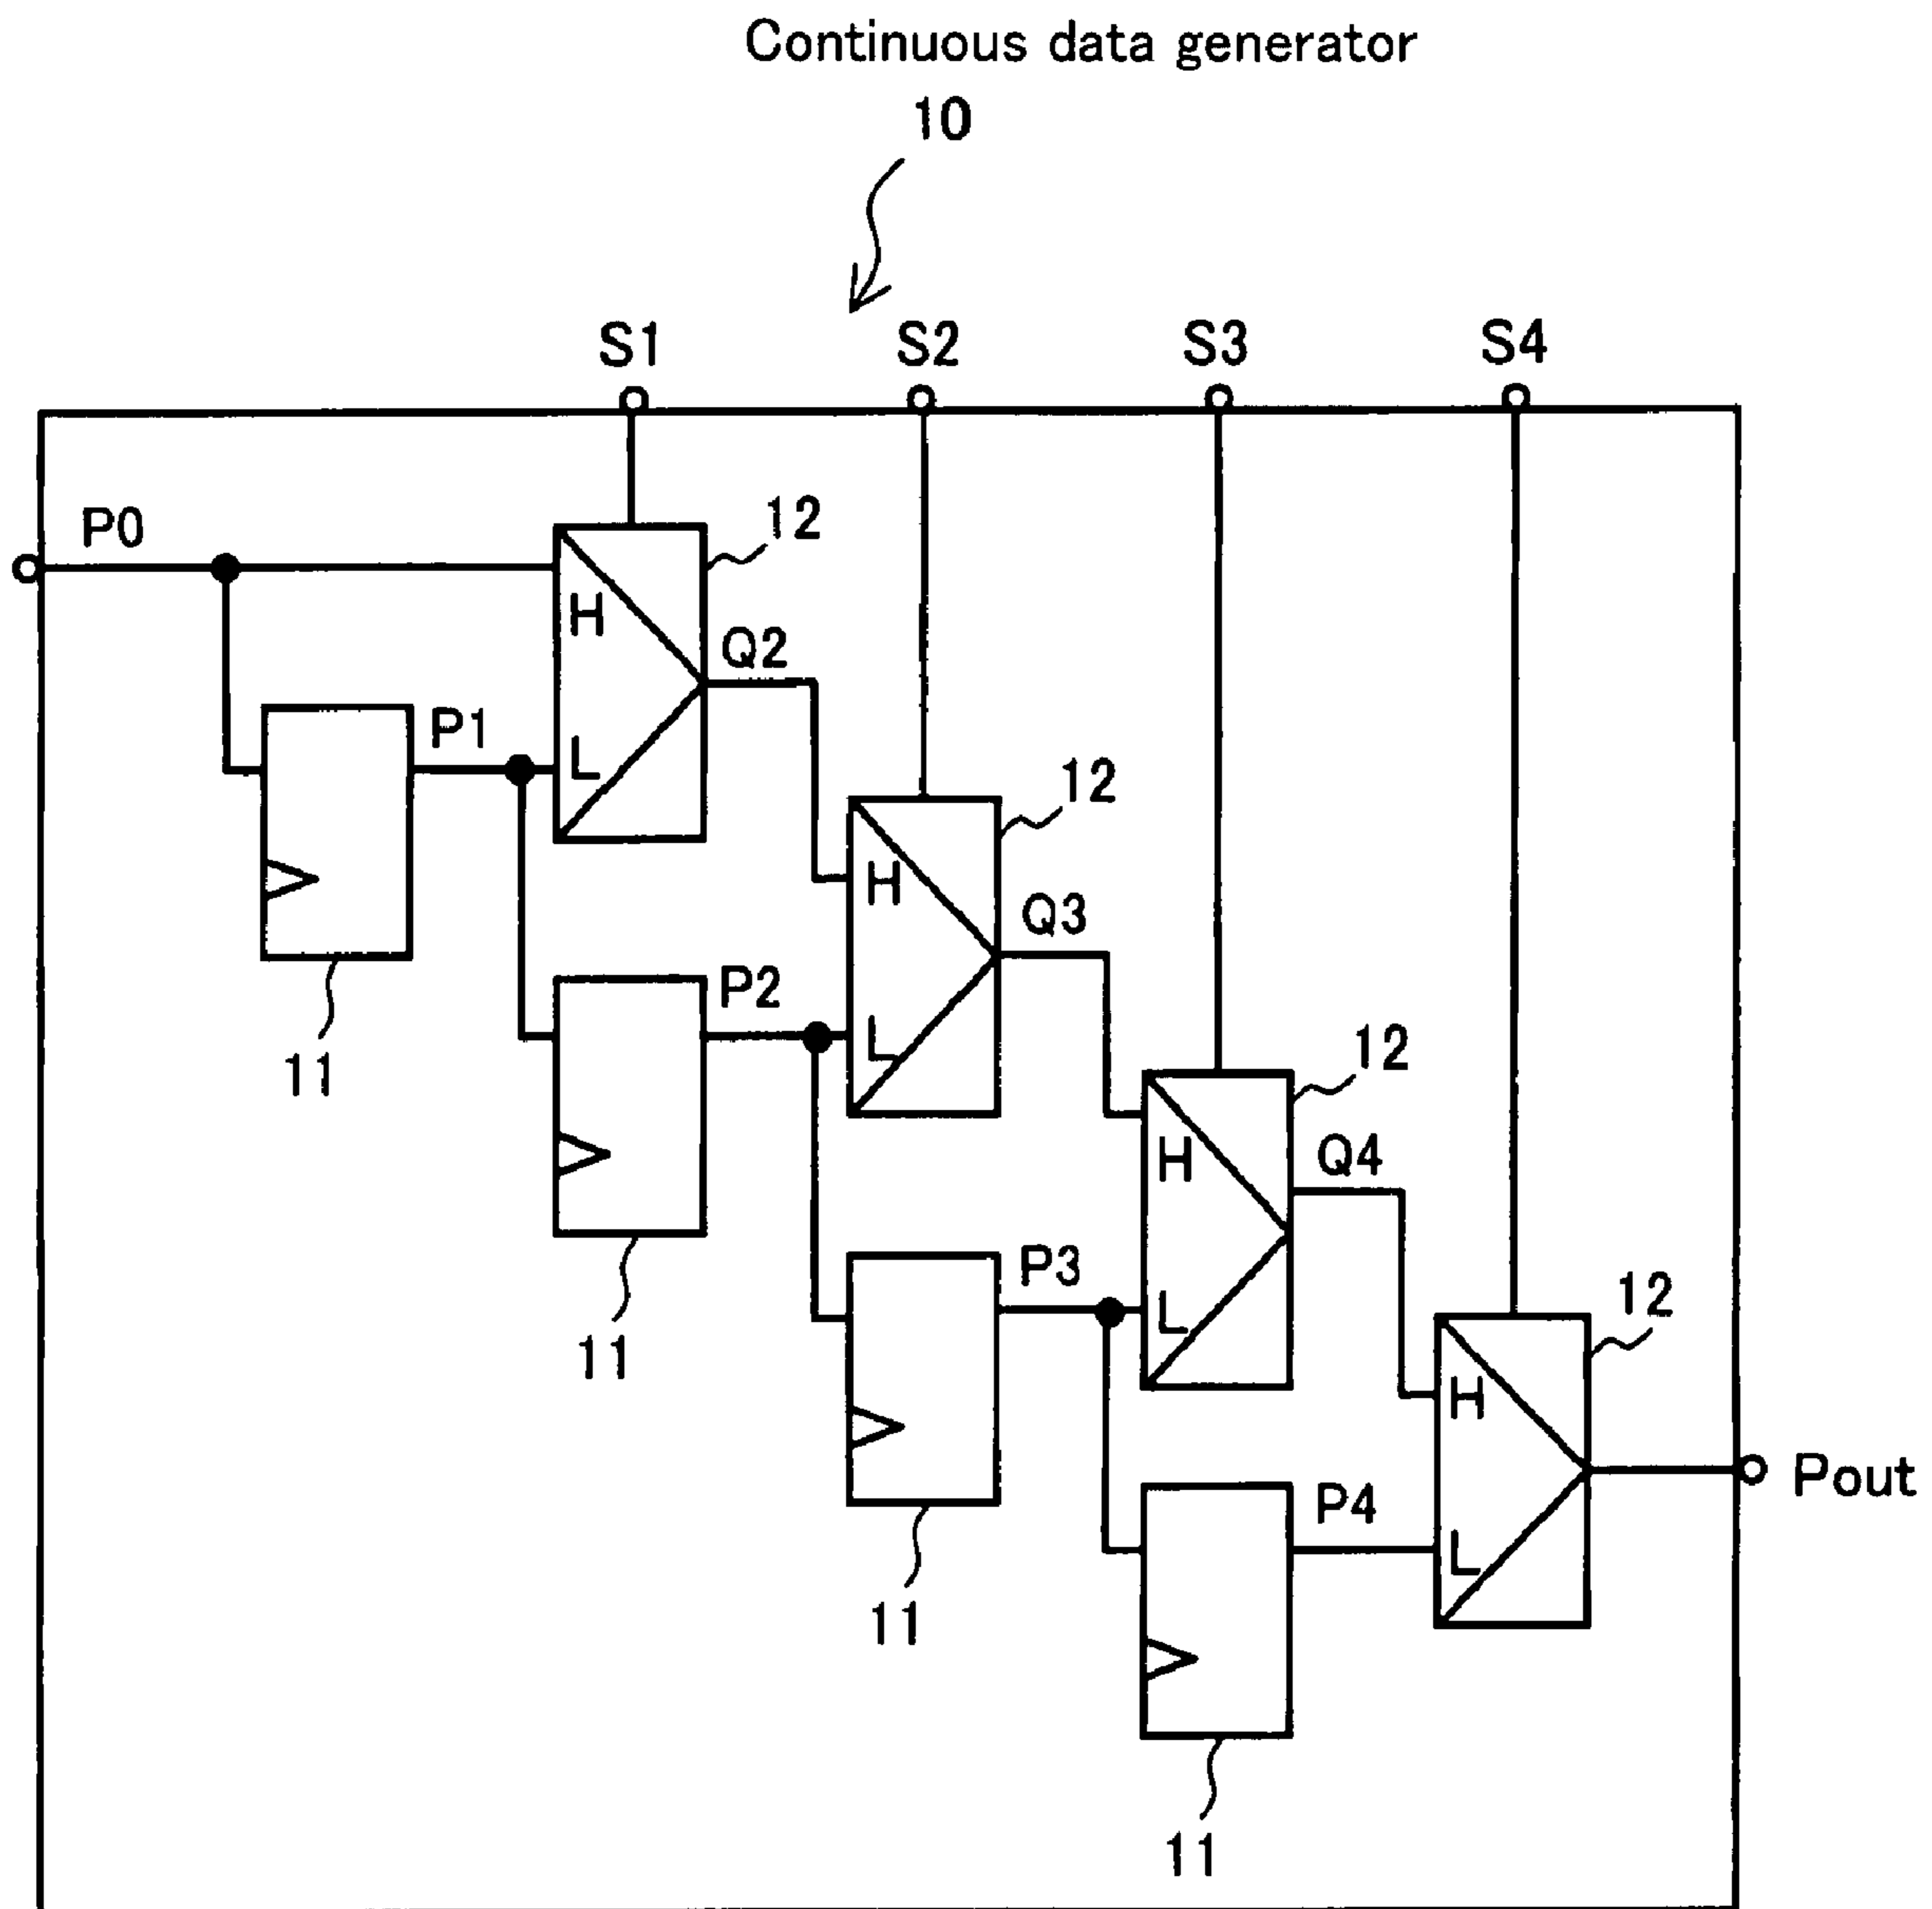 Continuous data generator
10
S1
S2
S3
S4
P0
12
H
Q2
P1
L
12
H
Q3
P2
L
11
12
H
Q4
P3
L
11
12
H
Pout
P4
L
11
11